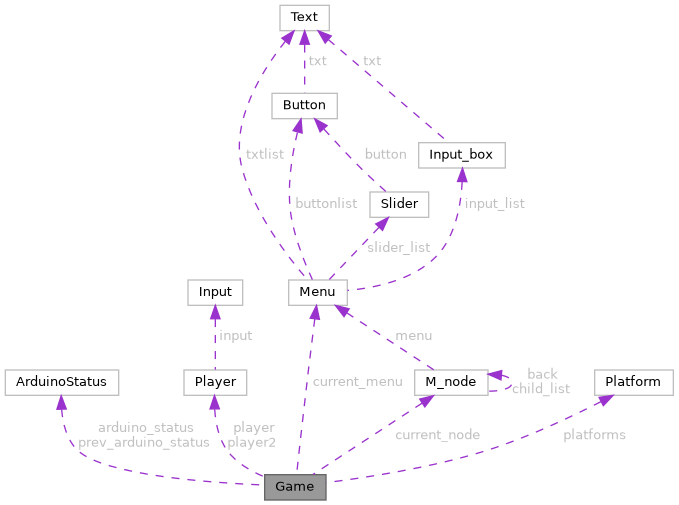 Text
txt
txt
Button
txtlist
button
Input_box
buttonlist
Slider
input_list
slider_list
Input
Menu
input
menu
ArduinoStatus
Player
current_menu
M_node
back
child_list
Platform
arduino_status
prev_arduino_status
player
player2
current_node
platforms
Game